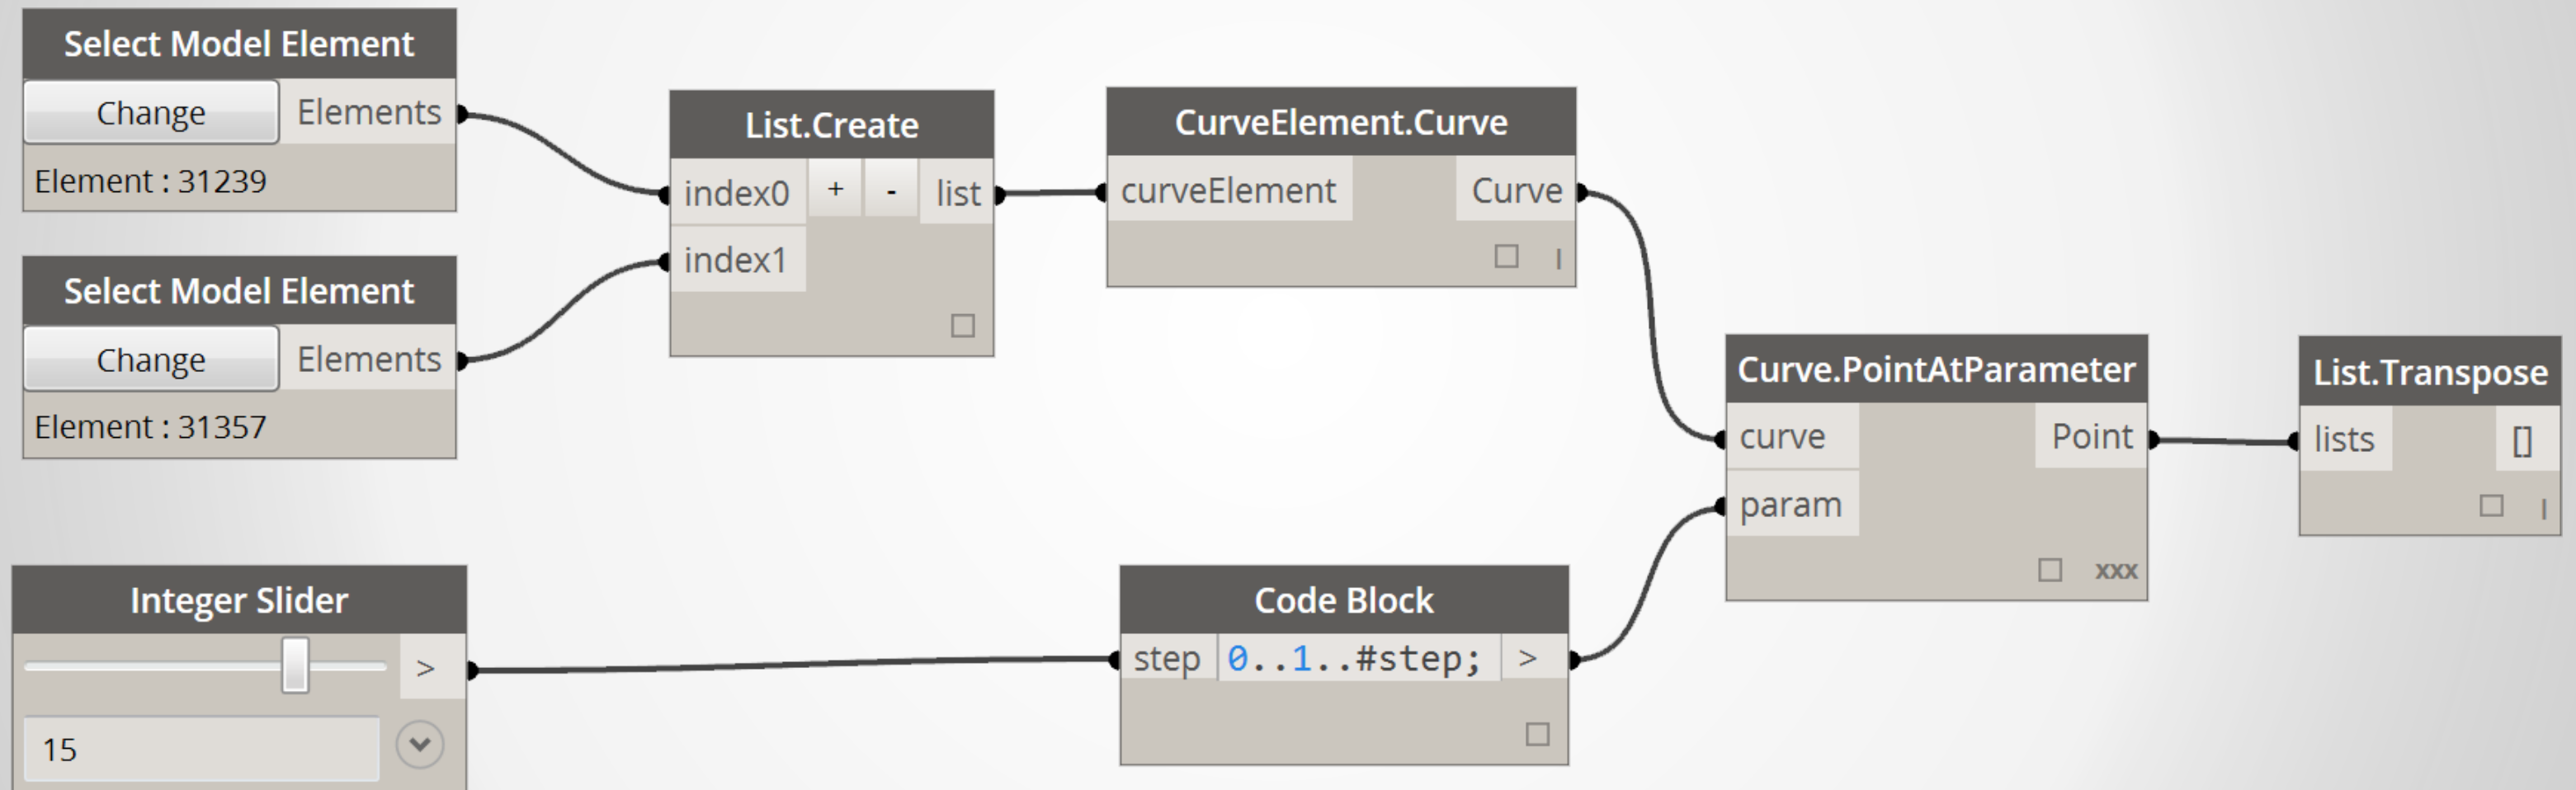 Select Model Element
Change Elements
Element : 31239
Select Model Element
Change Elements
Element : 31357
Integer Slider
>
15
List.Create
index0 + - list
index1
CurveElement.Curve
curveElement Curve
I
Code Block
step 0..1..#step; >
Curve.PointAtParameter
curve Point
param
xxx
List.Transpose
lists []
I